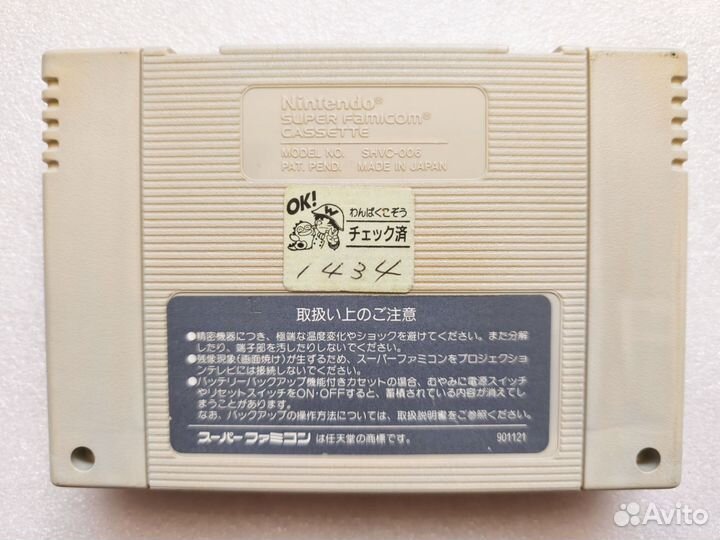 Nintendo®
SUPER FAMICOM®
CASSETTE
MODEL NO. SHVC-006
PAT. PEND. MADE IN JAPAN
OK!
W
わんぱくこぞう
チェック済
1434
取扱い上のご注意
●精密機器につき、極端な温度変化やショックを避けてください。また分解
したり、端子部を汚したりしないでください。
●残像現象(画面焼け)が生ずるため、スーパーファミコンをプロジェクショ
ンテレビには接続しないでください。
●バッテリーバックアップ機能付きカセットの場合、むやみに電源スイッチ
やリセットスイッチをON・OFFすると、蓄積されている内容が消えてし
まうことがあります。
なお、バックアップの操作方法については、取扱説明書をご参照ください。
スーパーファミコン は任天堂の商標です。 901121
Avito